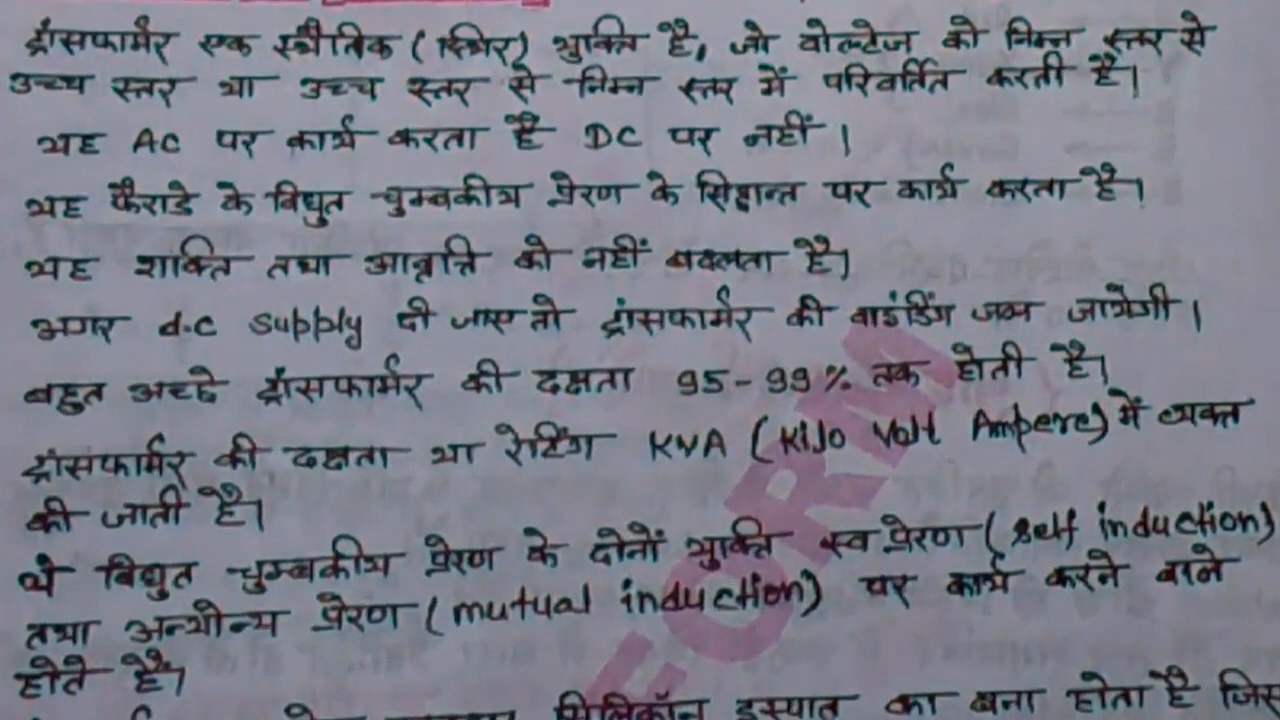 ट्रांसफार्मर एक स्थैतिक (स्थिर) युक्ति है, जो वोल्टेज को निम्न स्तर से
उच्च स्तर या उच्च स्तर से निम्न स्तर में परिवर्तित करती है।
यह AC पर कार्य करता है DC पर नहीं।
यह फैराडे के विधुत चुम्बकीय प्रेरण के सिद्धान्त पर कार्य करता है।
यह शक्ति तथा आवृत्ति को नहीं बदलता है।
अगर d.c supply दी जाए तो ट्रांसफार्मर की वाइंडिंग जल जायेगी।
बहुत अच्छे ट्रांसफार्मर की दक्षता 95-99% तक होती है।
ट्रांसफार्मर की दक्षता या रेटिंग KVA (Kilo Volt Ampere) में व्यक्त
की जाती है।
ये विधुत चुम्बकीय प्रेरण के दोनों युक्ति स्व प्रेरण (self induction)
तथा अन्योन्य प्रेरण (mutual induction) पर कार्य करने वाले
होते है।
सिलिकॉन इस्पात का बना होता है जिस
FORM